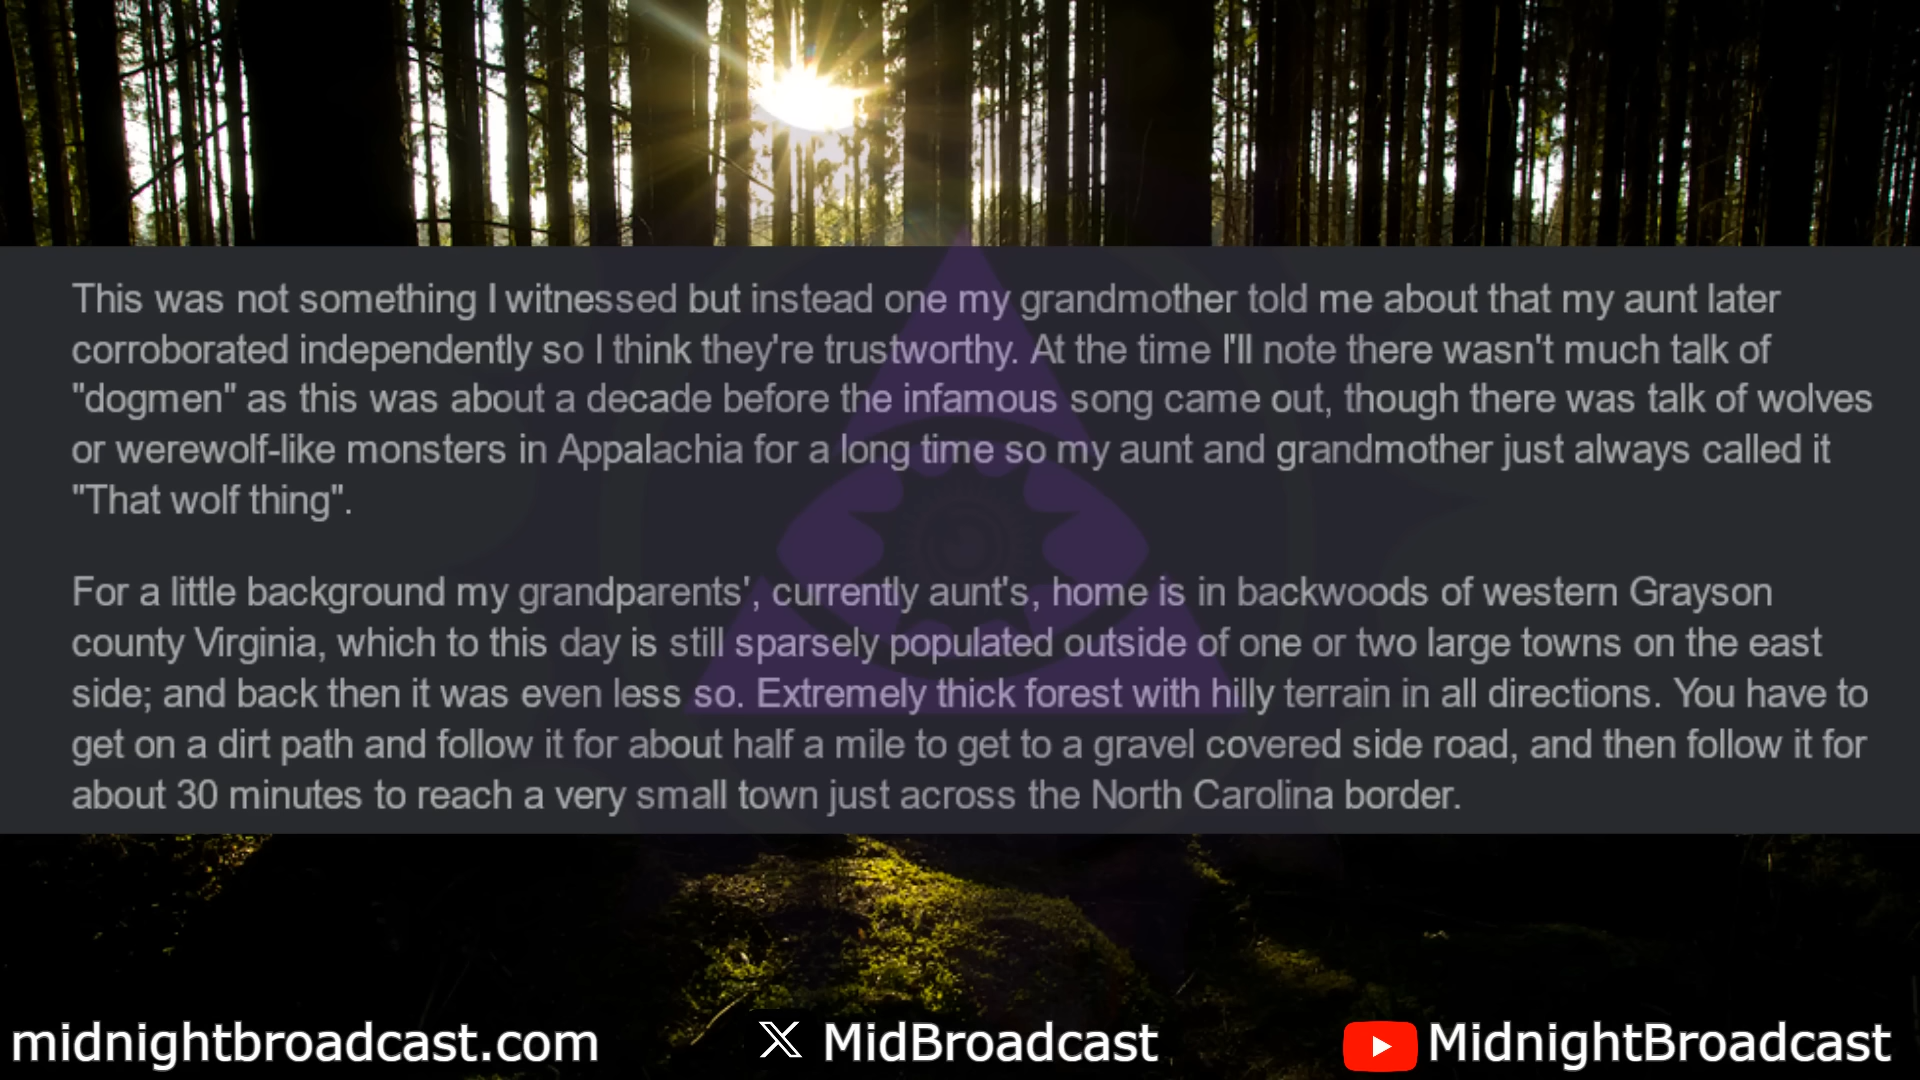 This was not something I witnessed but instead one my grandmother told me about that my aunt later
corroborated independently so I think they're trustworthy. At the time I'll note there wasn't much talk of
"dogmen" as this was about a decade before the infamous song came out, though there was talk of wolves
or werewolf-like monsters in Appalachia for a long time so my aunt and grandmother just always called it
"That wolf thing".
For a little background my grandparents', currently aunt's, home is in backwoods of western Grayson
county Virginia, which to this day is still sparsely populated outside of one or two large towns on the east
side; and back then it was even less so. Extremely thick forest with hilly terrain in all directions. You have to
get on a dirt path and follow it for about half a mile to get to a gravel covered side road, and then follow it for
about 30 minutes to reach a very small town just across the North Carolina border.
midnightbroadcast.com
MidBroadcast
MidnightBroadcast